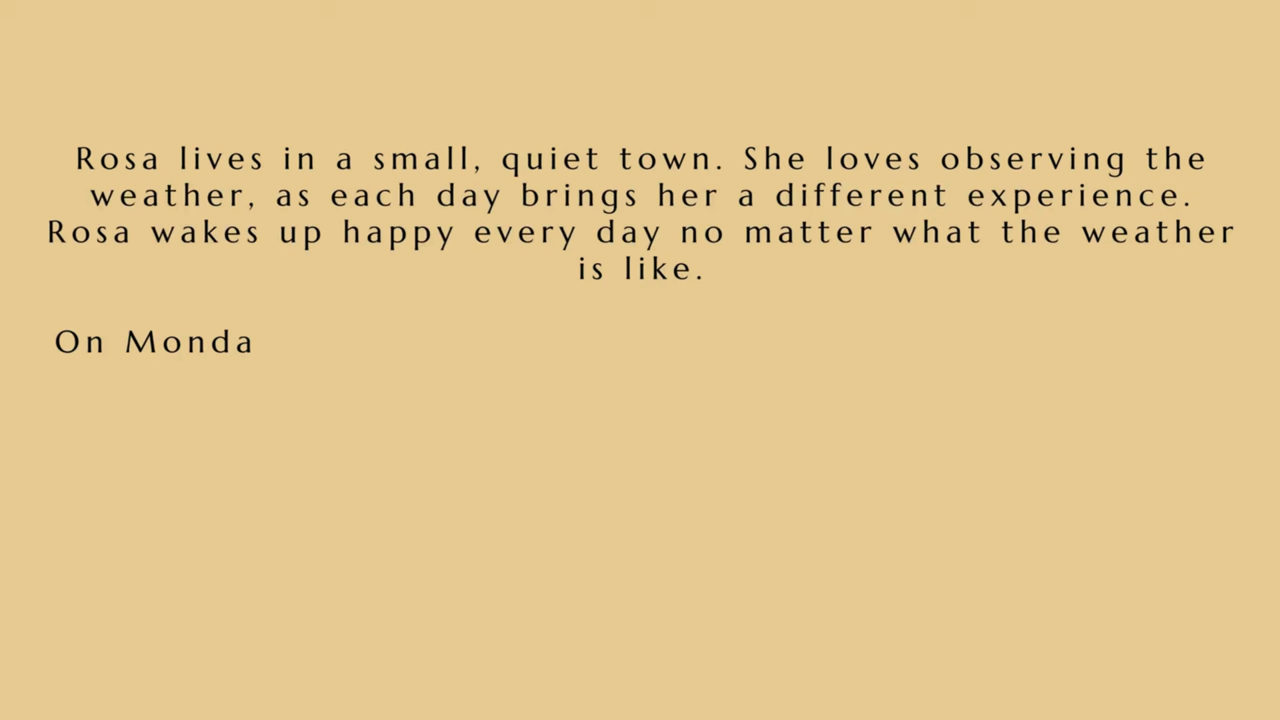 Rosa lives in a small, quiet town. She loves observing the
weather, as each day brings her a different experience.
Rosa wakes up happy every day no matter what the weather
is like.
On Monda